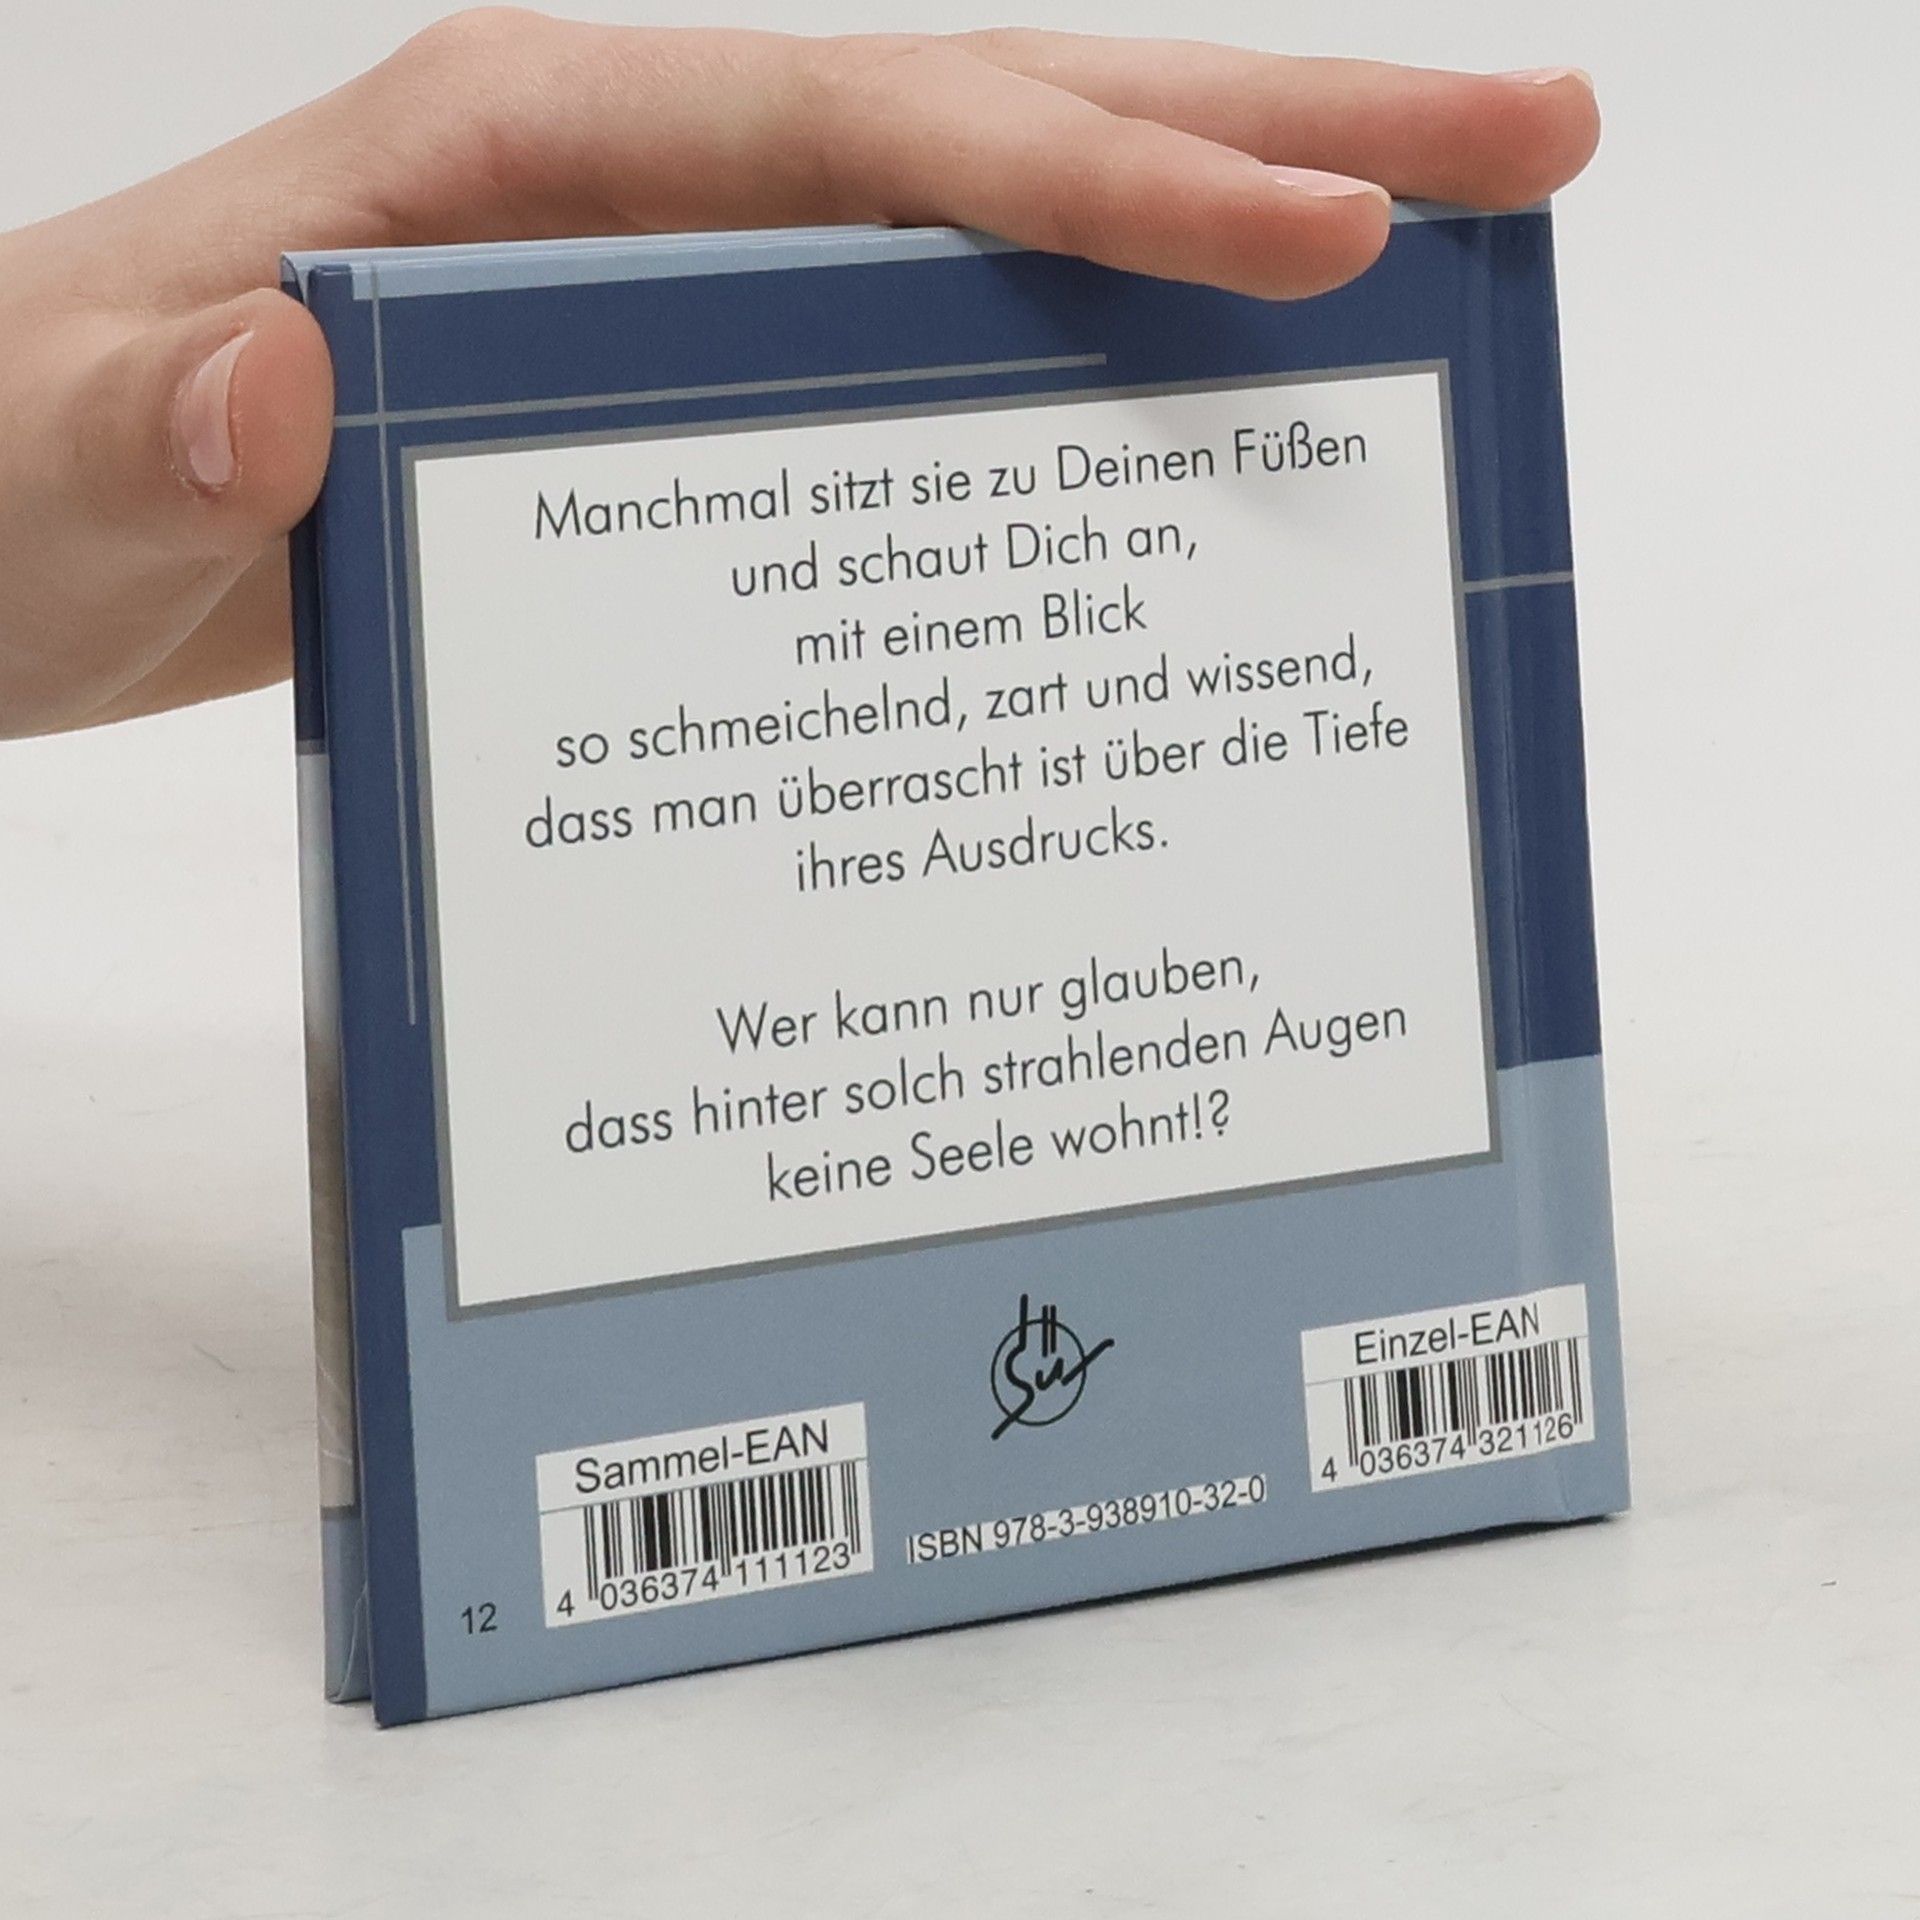 Manchmal sitzt sie zu Deinen Füßen
und schaut Dich an,
mit einem Blick
so schmeichelnd, zart und wissend,
dass man überrascht ist über die Tiefe
ihres Ausdrucks.
Wer kann nur glauben,
dass hinter solch strahlenden Augen
keine Seele wohnt!?
Sammel-EAN
4 036374 111123
ISBN 978-3-938910-32-0
Einzel-EAN
4 036374 321126
12